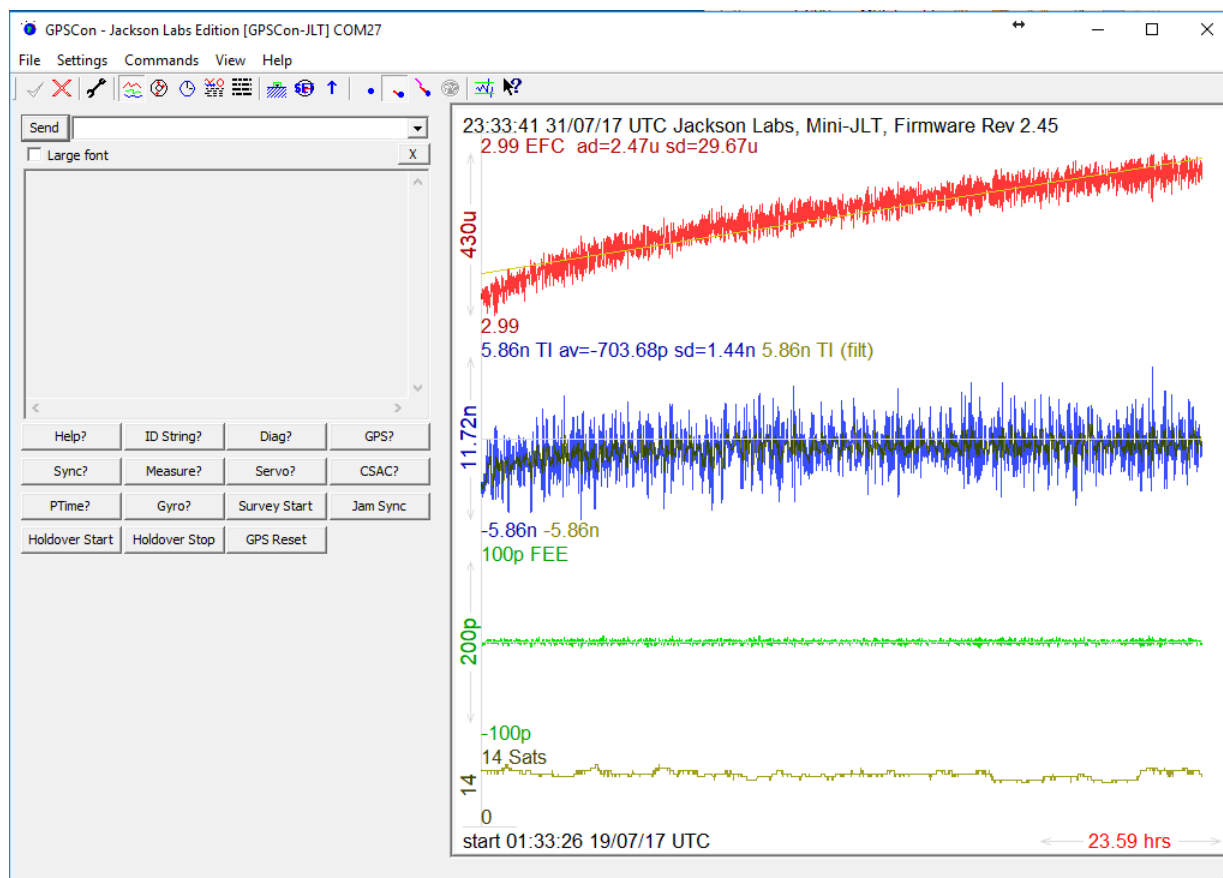 GPSCon - Jackson Labs Edition [GPSCon-JLT] COM27
File Settings Commands View Help
Send
Large font
X
Help? ID String? Diag? GPS?
Sync? Measure? Servo? CSAC?
PTime? Gyro? Survey Start Jam Sync
Holdover Start Holdover Stop GPS Reset
23:33:41 31/07/17 UTC Jackson Labs, Mini-JLT, Firmware Rev 2.45
2.99 EFC ad=2.47u sd=29.67u
430u
2.99
5.86n TI av=-703.68p sd=1.44n 5.86n TI (filt)
11.72n
-5.86n -5.86n
100p FEE
200p
-100p
14 Sats
14
0
start 01:33:26 19/07/17 UTC
23.59 hrs